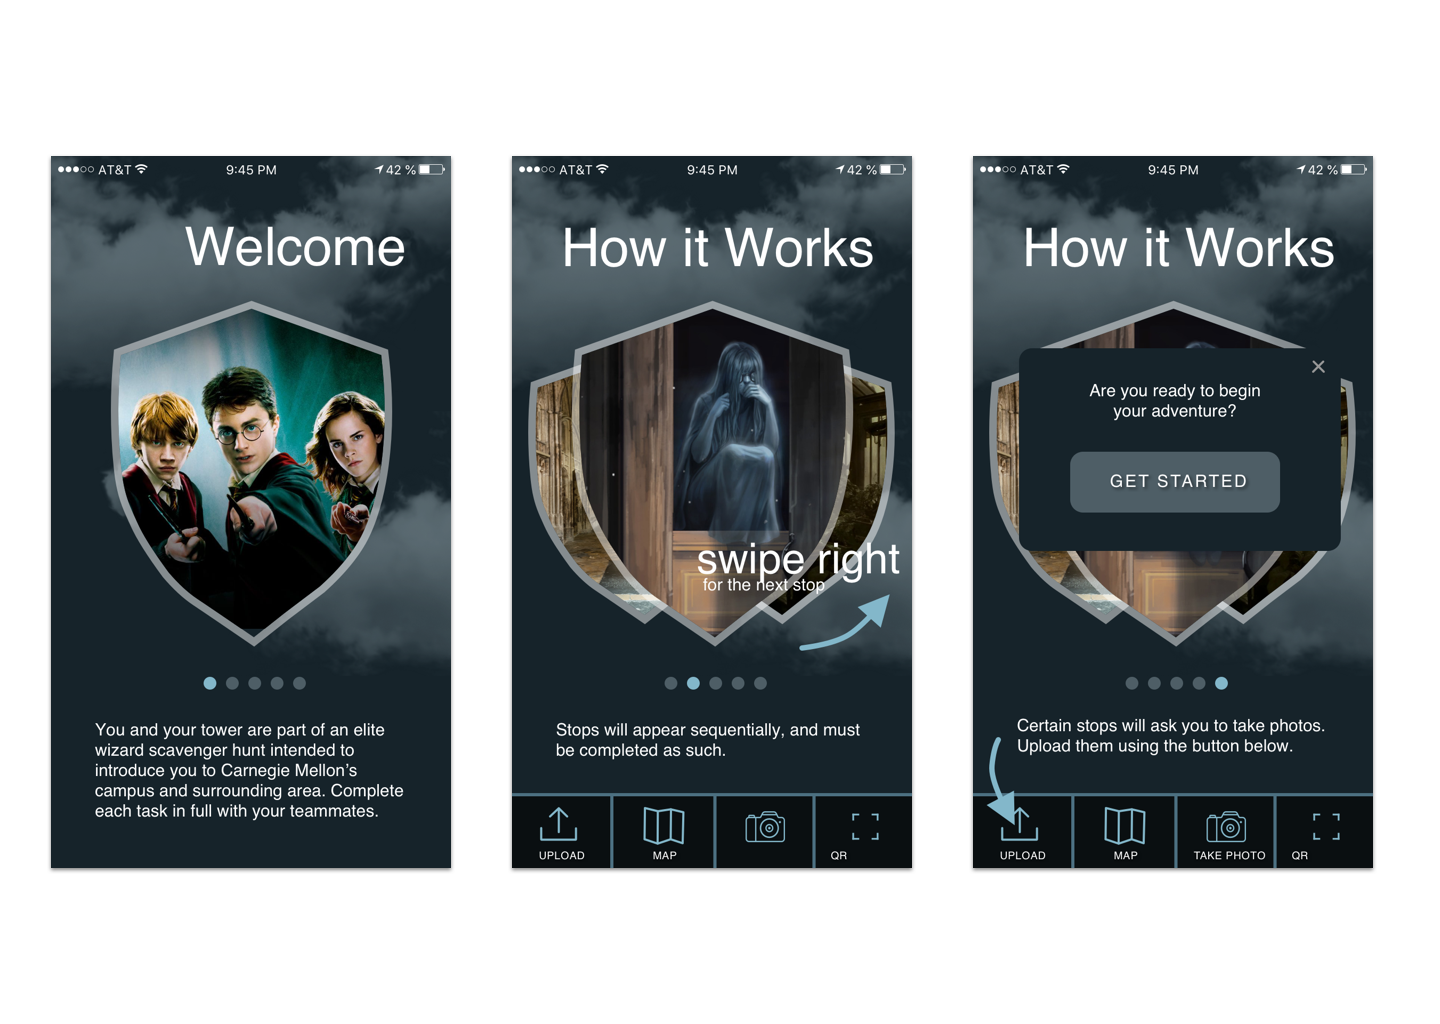 AT&T 9:45 PM 42 %
Welcome
You and your tower are part of an elite
wizard scavenger hunt intended to
introduce you to Carnegie Mellon's
campus and surrounding area. Complete
each task in full with your teammates.
AT&T 9:45 PM 42 %
How it Works
swipe right
for the next stop
Stops will appear sequentially, and must
be completed as such.
UPLOAD MAP QR
AT&T 9:45 PM 42 %
How it Works
Are you ready to begin
your adventure?
GET STARTED
Certain stops will ask you to take photos.
Upload them using the button below.
UPLOAD MAP TAKE PHOTO QR